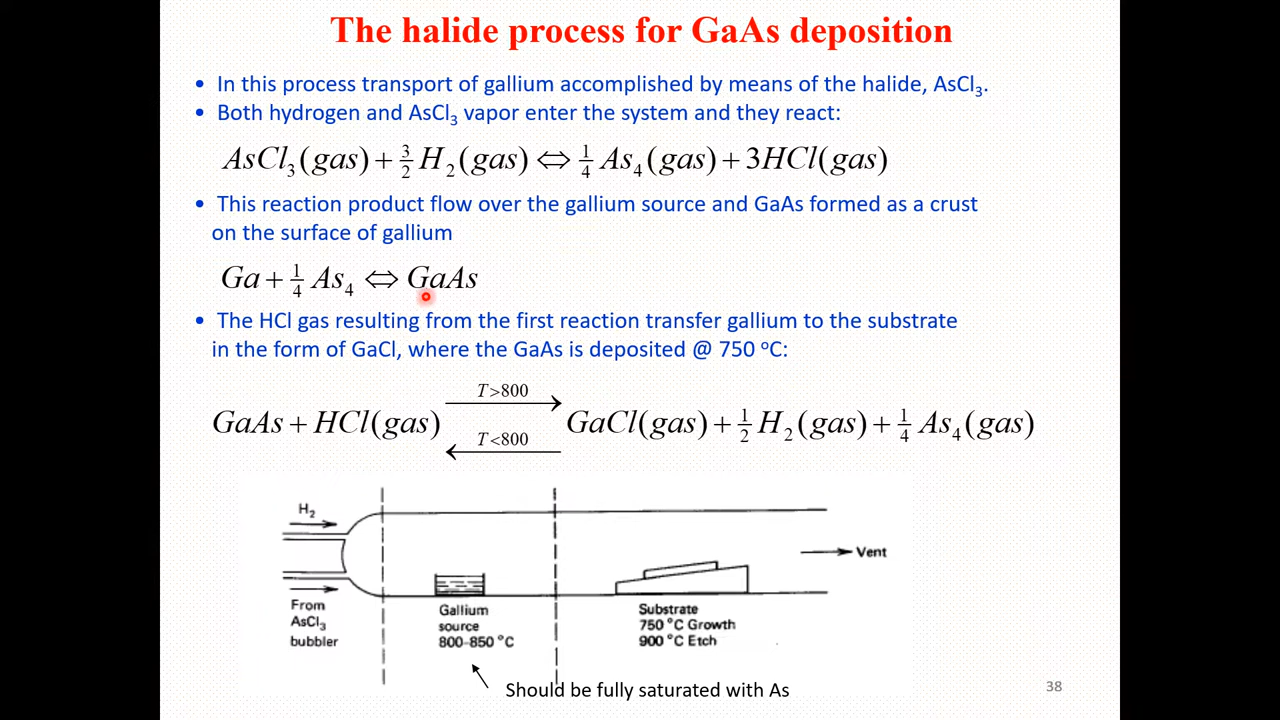 The halide process for GaAs deposition
• In this process transport of gallium accomplished by means of the halide, AsCl₃.
• Both hydrogen and AsCl₃ vapor enter the system and they react:
AsCl₃(gas) + 3/2 H₂(gas) ⇔ 1/4 As₄(gas) + 3HCl(gas)
• This reaction product flow over the gallium source and GaAs formed as a crust
on the surface of gallium
Ga + 1/4 As₄ ⇔ GaAs
• The HCl gas resulting from the first reaction transfer gallium to the substrate
in the form of GaCl, where the GaAs is deposited @ 750 °C:
T>800
GaAs + HCl(gas) GaCl(gas) + 1/2 H₂(gas) + 1/4 As₄(gas)
T<800
H₂
Vent
From
AsCl₃
bubbler
Gallium
source
800-850 °C
Substrate
750 °C Growth
900 °C Etch
Should be fully saturated with As
38